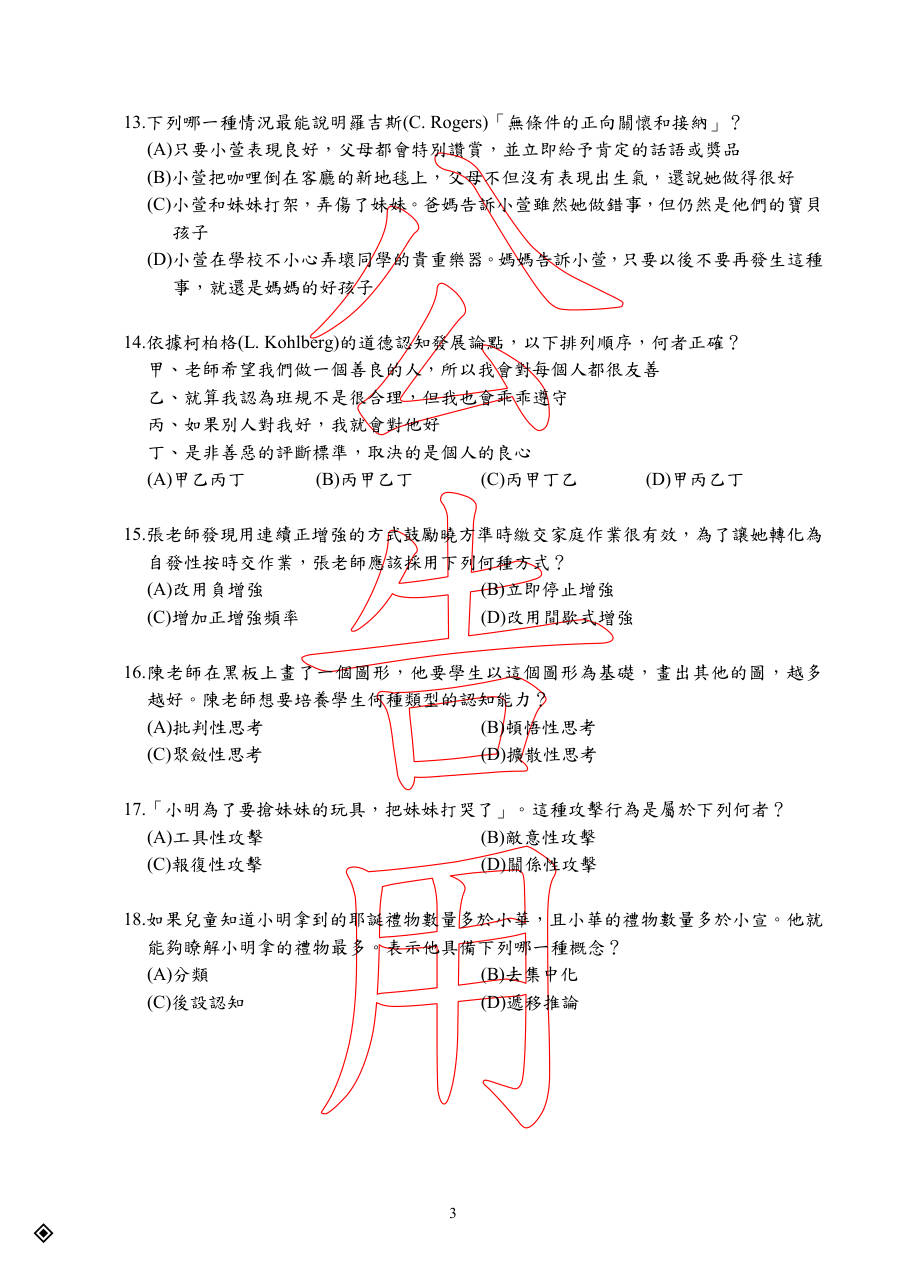 13.下列哪一種情況最能說明羅吉斯(C. Rogers)「無條件的正向關懷和接納」？
(A)只要小萱表現良好，父母都會特別讚賞，並立即給予肯定的話語或獎品
(B)小萱把咖哩倒在客廳的新地毯上，父母不但沒有表現出生氣，還說她做得很好
(C)小萱和妹妹打架，弄傷了妹妹。爸媽告訴小萱雖然她做錯事，但仍然是他們的寶貝
孩子
(D)小萱在學校不小心弄壞同學的貴重樂器。媽媽告訴小萱，只要以後不要再發生這種
事，就還是媽媽的好孩子
14.依據柯柏格(L. Kohlberg)的道德認知發展論點，以下排列順序，何者正確？
甲、老師希望我們做一個善良的人，所以我會對每個人都很友善
乙、就算我認為班規不是很合理，但我也會乖乖遵守
丙、如果別人對我好，我就會對他好
丁、是非善惡的評斷標準，取決的是個人的良心
(A)甲乙丙丁 (B)丙甲乙丁 (C)丙甲丁乙 (D)甲丙乙丁
15.張老師發現用連續正增強的方式鼓勵曉方準時繳交家庭作業很有效，為了讓她轉化為
自發性按時交作業，張老師應該採用下列何種方式？
(A)改用負增強 (B)立即停止增強
(C)增加正增強頻率 (D)改用間歇式增強
16.陳老師在黑板上畫了一個圖形，他要學生以這個圖形為基礎，畫出其他的圖，越多
越好。陳老師想要培養學生何種類型的認知能力？
(A)批判性思考 (B)頓悟性思考
(C)聚斂性思考 (D)擴散性思考
17.「小明為了要搶妹妹的玩具，把妹妹打哭了」。這種攻擊行為是屬於下列何者？
(A)工具性攻擊 (B)敵意性攻擊
(C)報復性攻擊 (D)關係性攻擊
18.如果兒童知道小明拿到的耶誕禮物數量多於小華，且小華的禮物數量多於小宣。他就
能夠瞭解小明拿的禮物最多。表示他具備下列哪一種概念？
(A)分類 (B)去集中化
(C)後設認知 (D)遞移推論
公告用
3